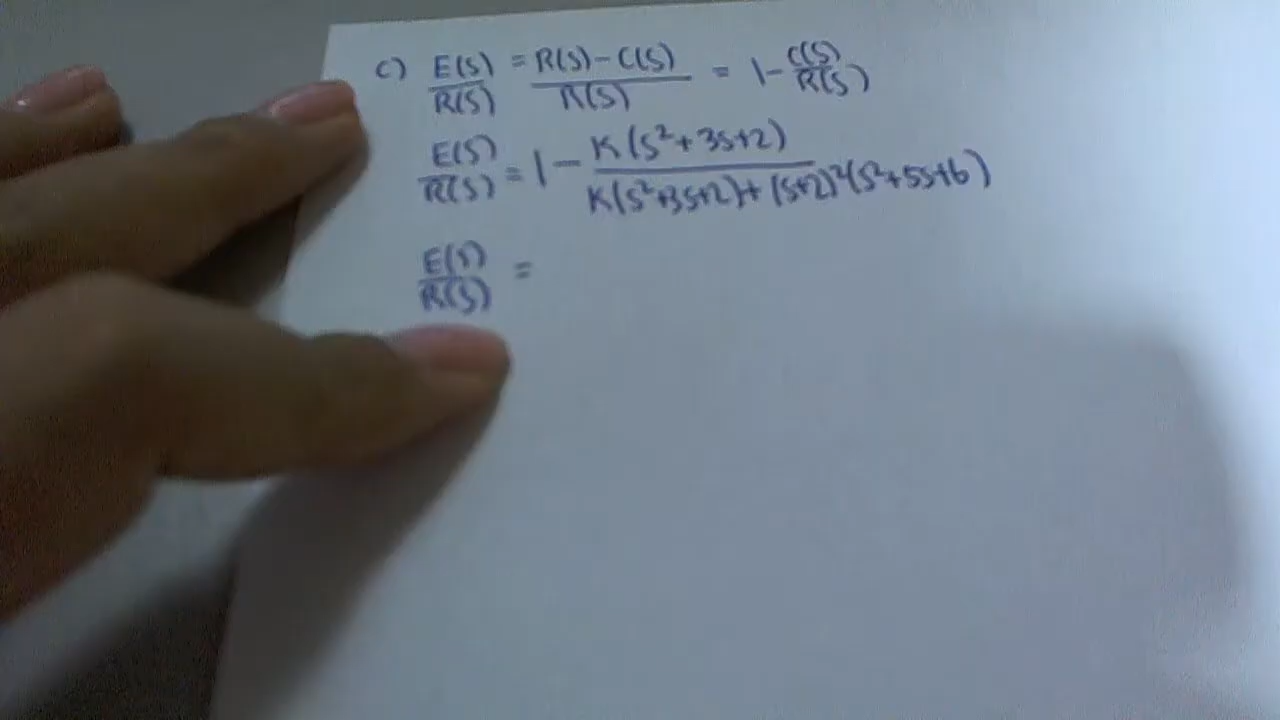 c) E(S)/R(S) = R(S)-C(S)/R(S) = 1-C(S)/R(S)
E(S)/R(S) = 1 - K(S²+3S+2)/K(S²+3S+2)+(S+2)²(S²+5S+6)
E(S)/R(S) =